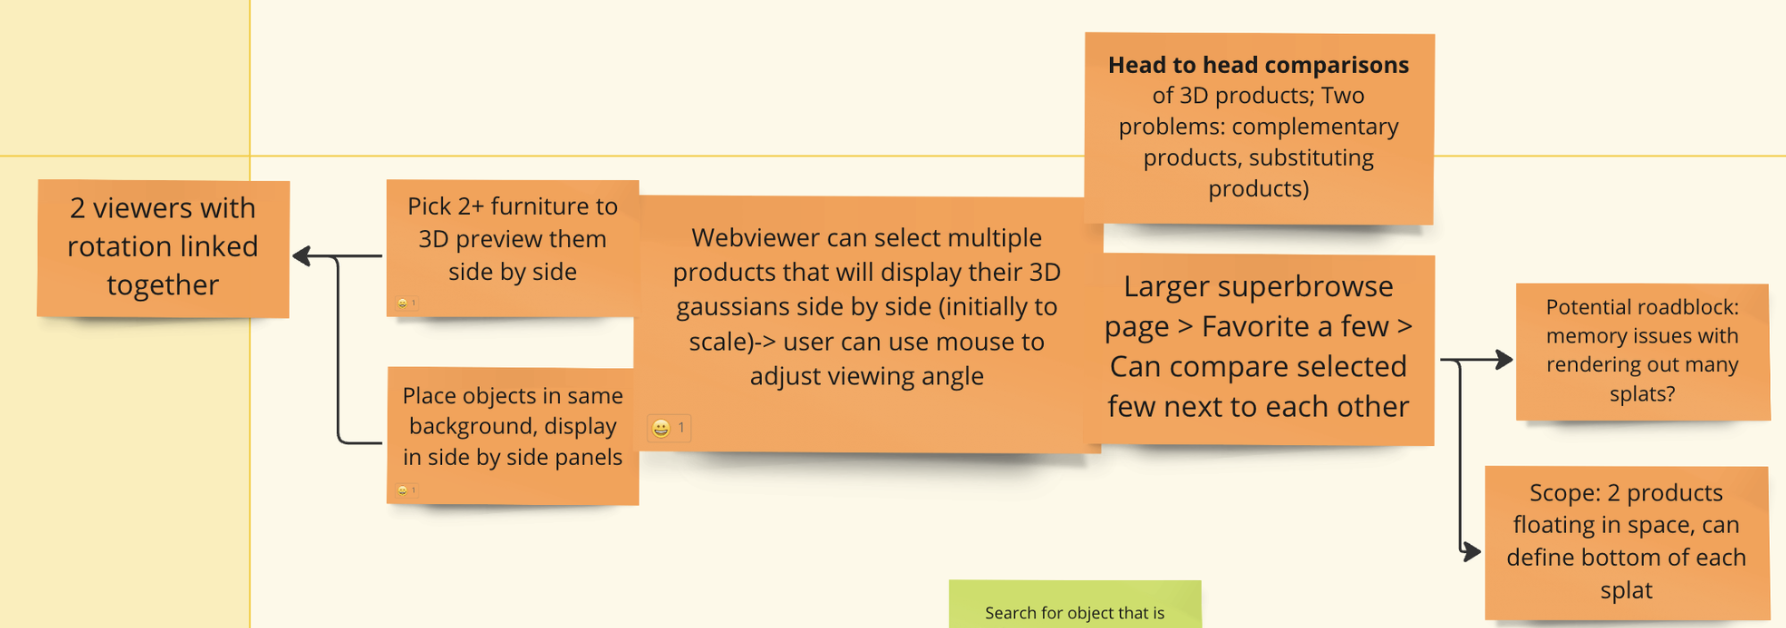 Head to head comparisons
of 3D products; Two
problems: complementary
products, substituting
products)
2 viewers with
rotation linked
together
Pick 2+ furniture to
3D preview them
side by side
1
Place objects in same
background, display
in side by side panels
1
Webviewer can select multiple
products that will display their 3D
gaussians side by side (initially to
scale)-> user can use mouse to
adjust viewing angle
1
Larger superbrowse
page > Favorite a few >
Can compare selected
few next to each other
Potential roadblock:
memory issues with
rendering out many
splats?
Scope: 2 products
floating in space, can
define bottom of each
splat
Search for object that is